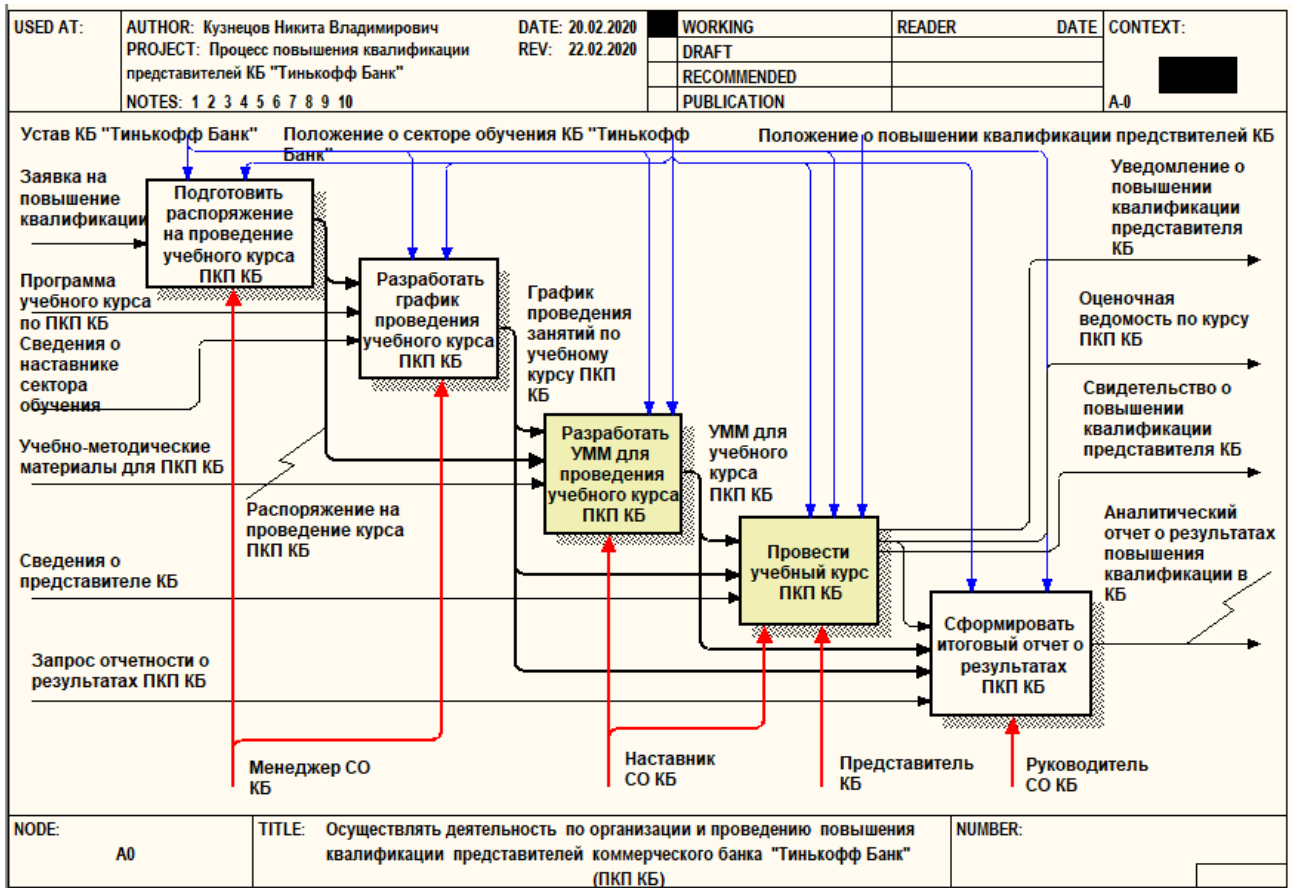 USED AT:
AUTHOR: Кузнецов Никита Владимирович
DATE: 20.02.2020
PROJECT: Процесс повышения квалификации
REV: 22.02.2020
представителей КБ "Тинькофф Банк"
NOTES: 1 2 3 4 5 6 7 8 9 10
WORKING
DRAFT
RECOMMENDED
PUBLICATION
READER
DATE
CONTEXT:
A-0
Устав КБ "Тинькофф Банк"
Положение о секторе обучения КБ "Тинькофф
Банк"
Положение о повышении квалификации предствителей КБ
Заявка на
повышение
квалификации
Подготовить
распоряжение
на проведение
учебного курса
ПКП КБ
Уведомление о
повышении
квалификации
представителя
КБ
Программа
учебного курса
по ПКП КБ
Сведения о
наставнике
сектора
обучения
Разработать
график
проведения
учебного курса
ПКП КБ
График
проведения
занятий по
учебному
курсу ПКП
КБ
Оценочная
ведомость по курсу
ПКП КБ
Свидетельство о
повышении
квалификации
представителя КБ
Учебно-методические
материалы для ПКП КБ
Разработать
УММ для
проведения
учебного курса
ПКП КБ
УММ для
учебного
курса
ПКП КБ
Распоряжение на
проведение курса
ПКП КБ
Аналитический
отчет о результатах
повышения
квалификации в
КБ
Сведения о
представителе КБ
Провести
учебный курс
ПКП КБ
Сформировать
итоговый отчет о
результатах
ПКП КБ
Запрос отчетности о
результатах ПКП КБ
Менеджер СО
КБ
Наставник
СО КБ
Представитель
КБ
Руководитель
СО КБ
NODE:
A0
TITLE:
Осуществлять деятельность по организации и проведению повышения
квалификации представителей коммерческого банка "Тинькофф Банк"
(ПКП КБ)
NUMBER: